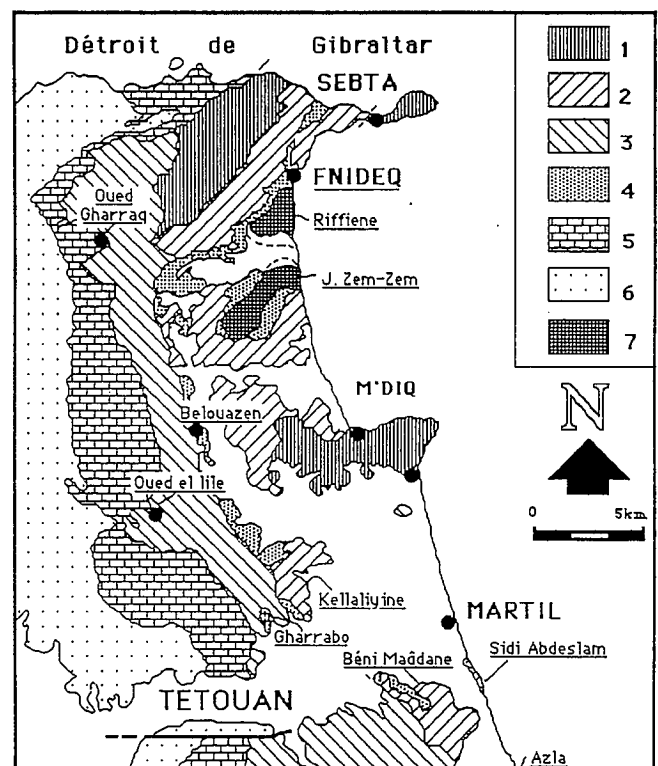 Détroit de Gibraltar
SEBTA
FNIDEQ
Oued
Gharraq
Riffiene
J. Zem-Zem
M'DIQ
Belouazen
Oued el lile
Kellaliyine
Gharrabo
MARTIL
Béni Maâdane
Sidi Abdeslam
TETOUAN
Azla
1
2
3
4
5
6
7
N
0 5km